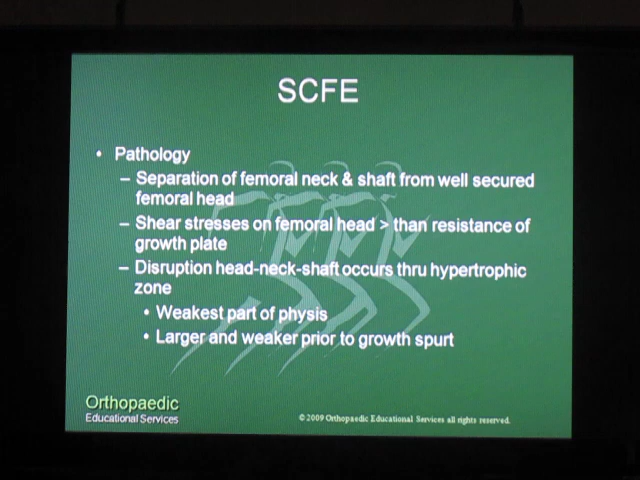 SCFE
• Pathology
– Separation of femoral neck & shaft from well secured
femoral head
– Shear stresses on femoral head > than resistance of
growth plate
– Disruption head-neck-shaft occurs thru hypertrophic
zone
• Weakest part of physis
• Larger and weaker prior to growth spurt
Orthopaedic
Educational Services
© 2009 Orthopaedic Educational Services all rights reserved.